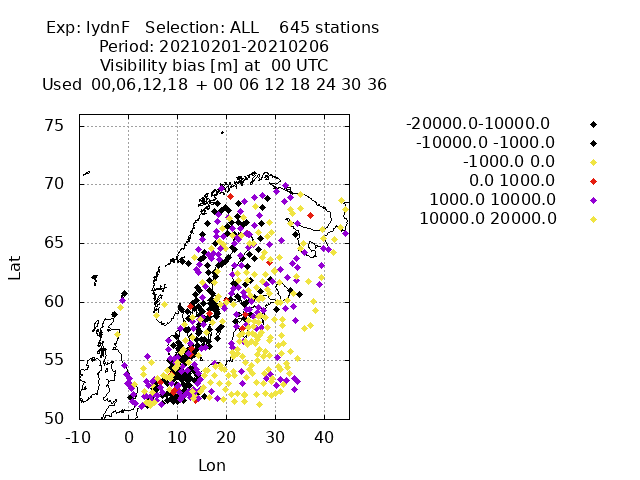 Exp: IydnF   Selection: ALL    645 stations
Period: 20210201-20210206
Visibility bias [m] at  00 UTC
Used  00,06,12,18  + 00 06 12 18 24 30 36
-20000.0-10000.0
-10000.0 -1000.0
-1000.0 0.0
0.0 1000.0
1000.0 10000.0
10000.0 20000.0
75
70
65
60
55
50
Lat
-10 0 10 20 30 40
Lon